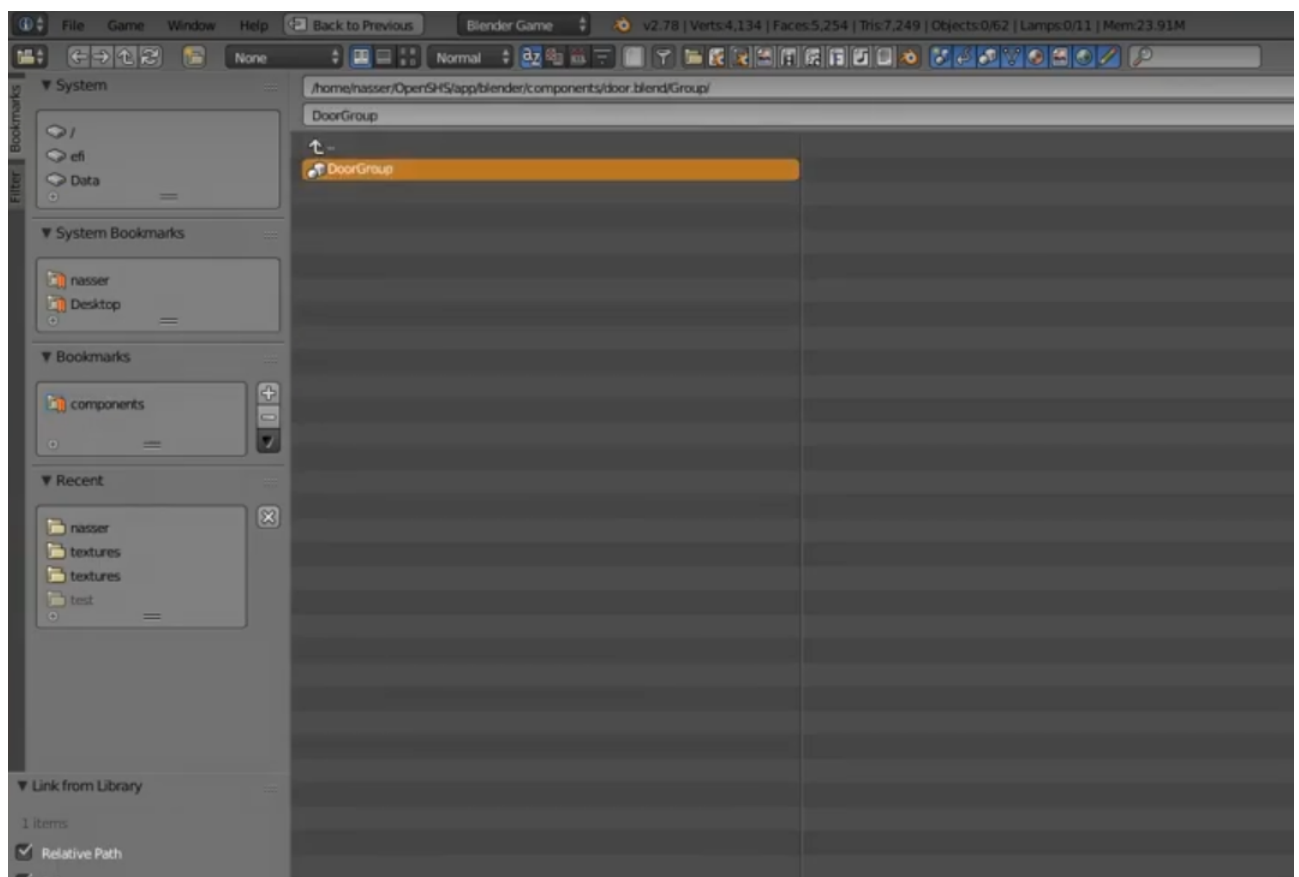 File Game Window Help Back to Previous Blender Game v2.78 | Verts:4,134 | Faces:5,254 | Tris:7,249 | Objects:0/62 | Lamps:0/11 | Mem:23.91M
None Normal
Bookmarks
Filter
System
/
efi
Data
System Bookmarks
nasser
Desktop
Bookmarks
components
Recent
nasser
textures
textures
test
Link from Library
1 items
Relative Path
/home/nasser/OpenSHS/app/blender/components/door.blend/Group/
DoorGroup
..
DoorGroup